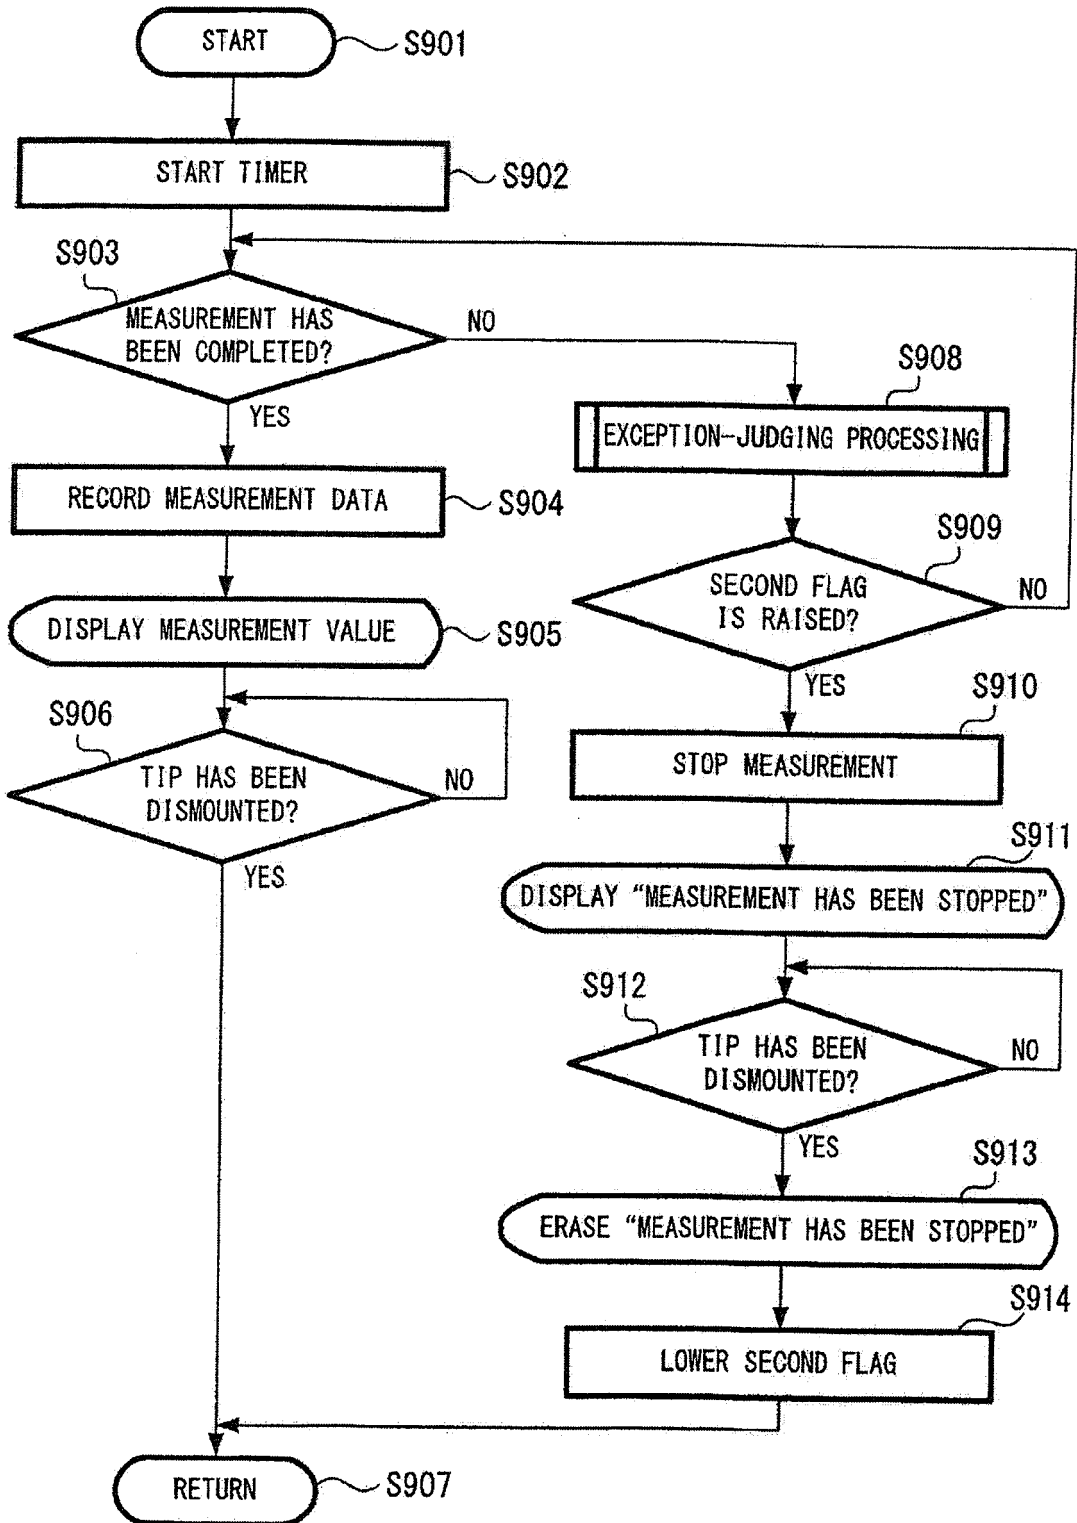 START
S901
START TIMER
S902
S903
MEASUREMENT HAS
BEEN COMPLETED?
NO
YES
RECORD MEASUREMENT DATA
S904
DISPLAY MEASUREMENT VALUE
S905
S906
TIP HAS BEEN
DISMOUNTED?
NO
YES
S908
EXCEPTION-JUDGING PROCESSING
S909
SECOND FLAG
IS RAISED?
NO
YES
S910
STOP MEASUREMENT
S911
DISPLAY “MEASUREMENT HAS BEEN STOPPED”
S912
TIP HAS BEEN
DISMOUNTED?
NO
YES
S913
ERASE “MEASUREMENT HAS BEEN STOPPED”
S914
LOWER SECOND FLAG
RETURN
S907